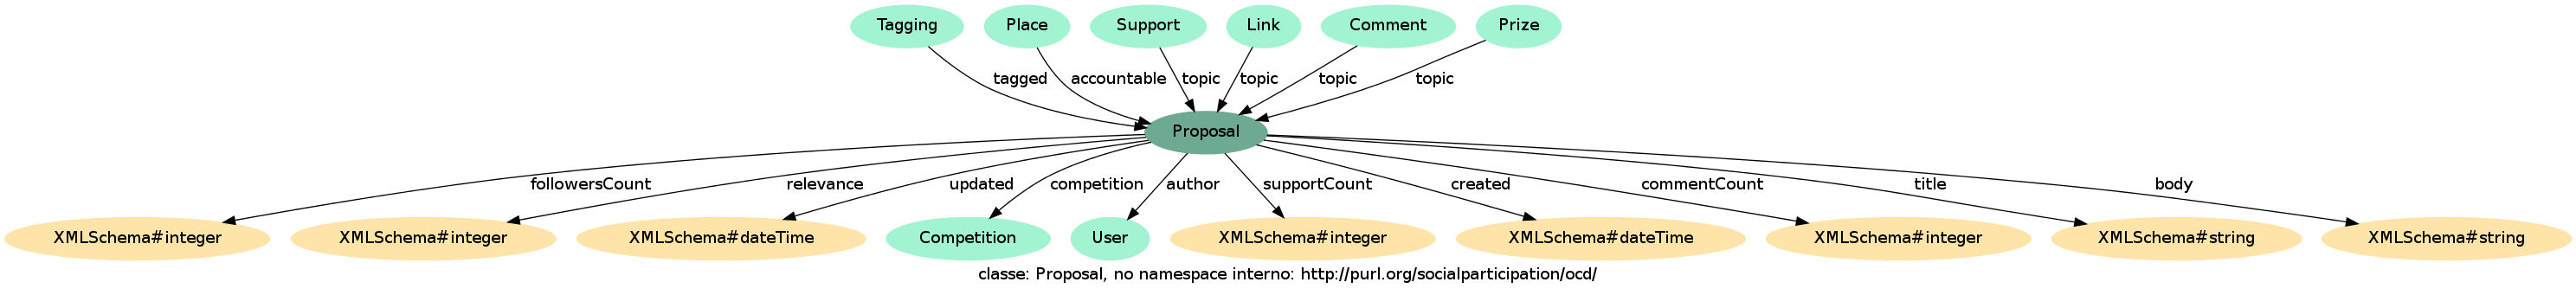 Tagging Place Support Link Comment Prize
tagged accountable topic topic topic topic
Proposal
followersCount relevance updated competition author supportCount created commentCount title body
XMLSchema#integer XMLSchema#integer XMLSchema#dateTime Competition User XMLSchema#integer XMLSchema#dateTime XMLSchema#integer XMLSchema#string XMLSchema#string
classe: Proposal, no namespace interno: http://purl.org/socialparticipation/ocd/